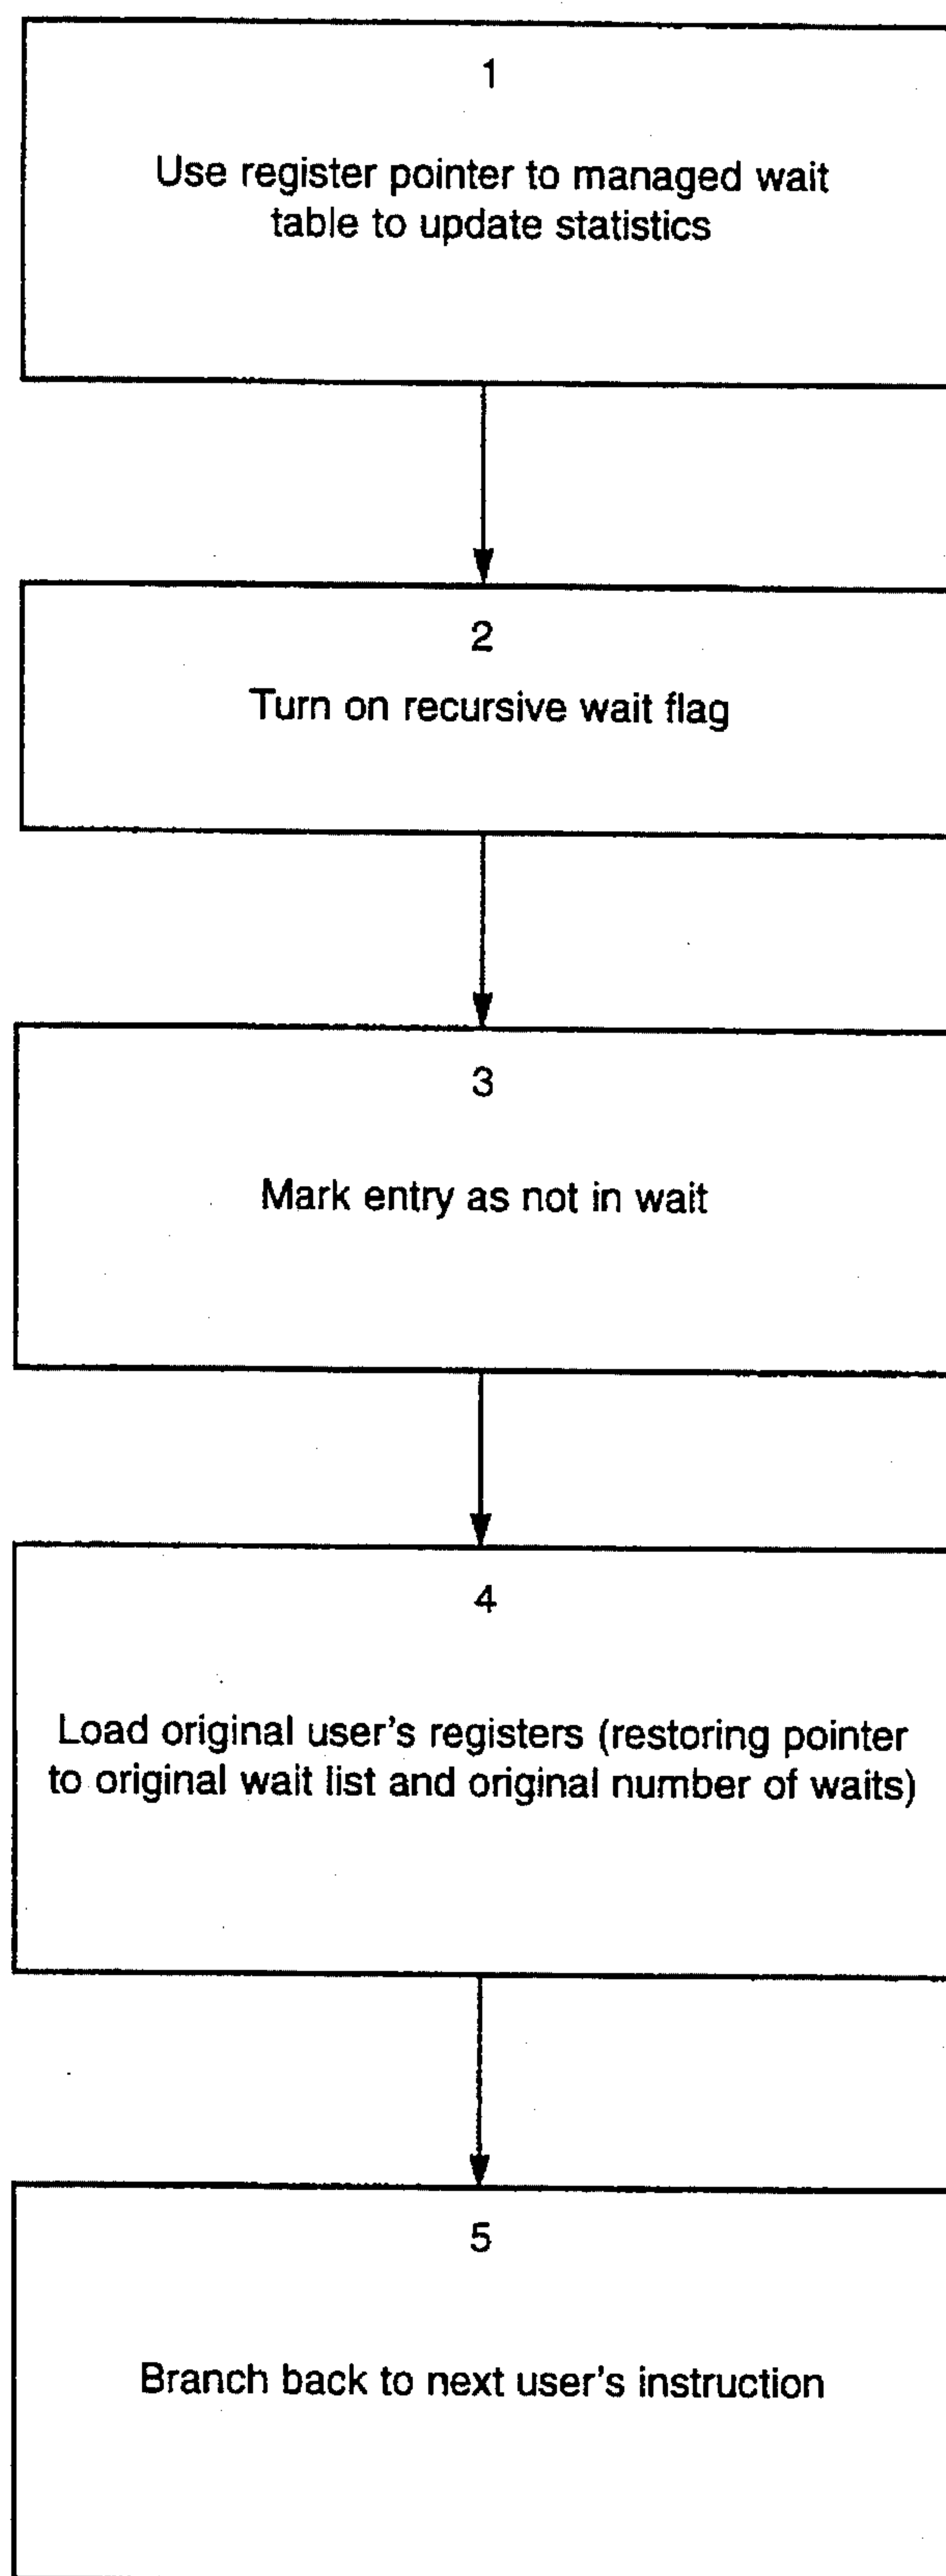 1
Use register pointer to managed wait
table to update statistics
2
Turn on recursive wait flag
3
Mark entry as not in wait
4
Load original user's registers (restoring pointer
to original wait list and original number of waits)
5
Branch back to next user's instruction